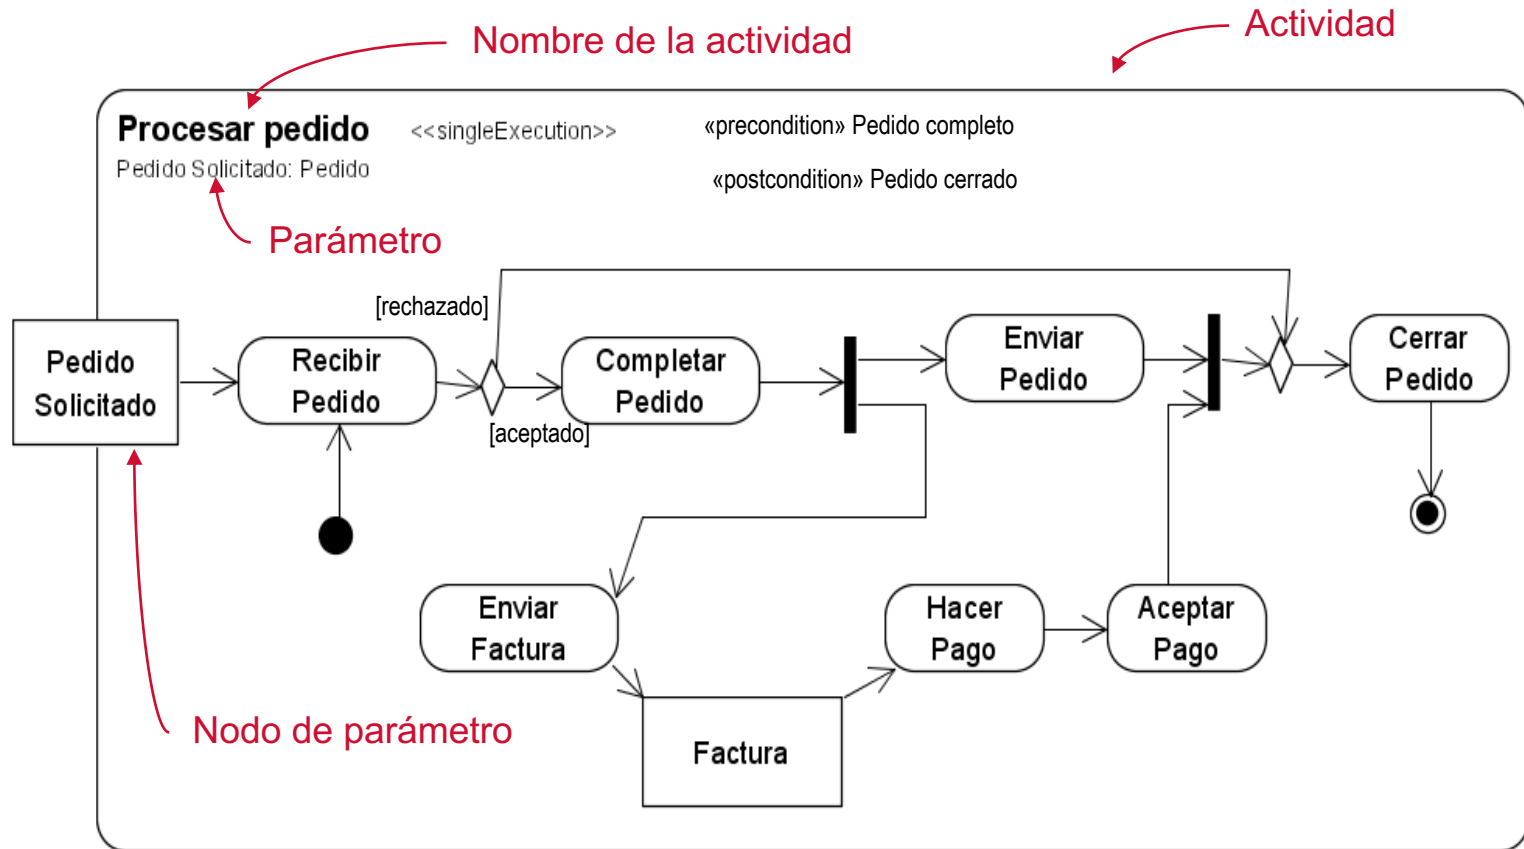 Nombre de la actividad
Actividad
Procesar pedido
<<singleExecution>>
«precondition» Pedido completo
Pedido Solicitado: Pedido
«postcondition» Pedido cerrado
Parámetro
[rechazado]
Pedido
Solicitado
Recibir
Pedido
Completar
Pedido
Enviar
Pedido
Cerrar
Pedido
[aceptado]
Enviar
Factura
Hacer
Pago
Aceptar
Pago
Nodo de parámetro
Factura